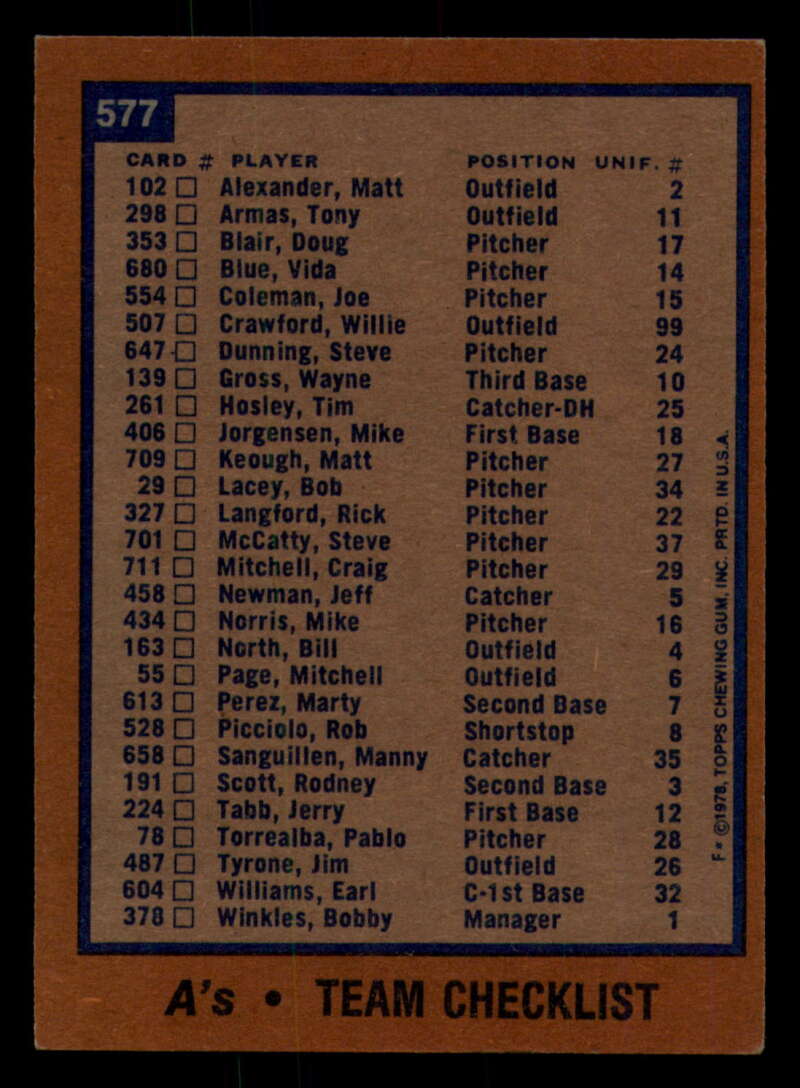 577
CARD # PLAYER POSITION UNIF. #
102 Alexander, Matt Outfield 2
298 Armas, Tony Outfield 11
353 Blair, Doug Pitcher 17
680 Blue, Vida Pitcher 14
554 Coleman, Joe Pitcher 15
507 Crawford, Willie Outfield 99
647 Dunning, Steve Pitcher 24
139 Gross, Wayne Third Base 10
261 Hosley, Tim Catcher-DH 25
406 Jorgensen, Mike First Base 18
709 Keough, Matt Pitcher 27
29 Lacey, Bob Pitcher 34
327 Langford, Rick Pitcher 22
701 McCatty, Steve Pitcher 37
711 Mitchell, Craig Pitcher 29
458 Newman, Jeff Catcher 5
434 Norris, Mike Pitcher 16
163 North, Bill Outfield 4
55 Page, Mitchell Outfield 6
613 Perez, Marty Second Base 7
528 Picciolo, Rob Shortstop 8
658 Sanguillen, Manny Catcher 35
191 Scott, Rodney Second Base 3
224 Tabb, Jerry First Base 12
78 Torrealba, Pablo Pitcher 28
487 Tyrone, Jim Outfield 26
604 Williams, Earl C-1st Base 32
378 Winkles, Bobby Manager 1
F* ©1978, TOPPS CHEWING GUM, INC. PRTD. IN U.S.A.
A's • TEAM CHECKLIST